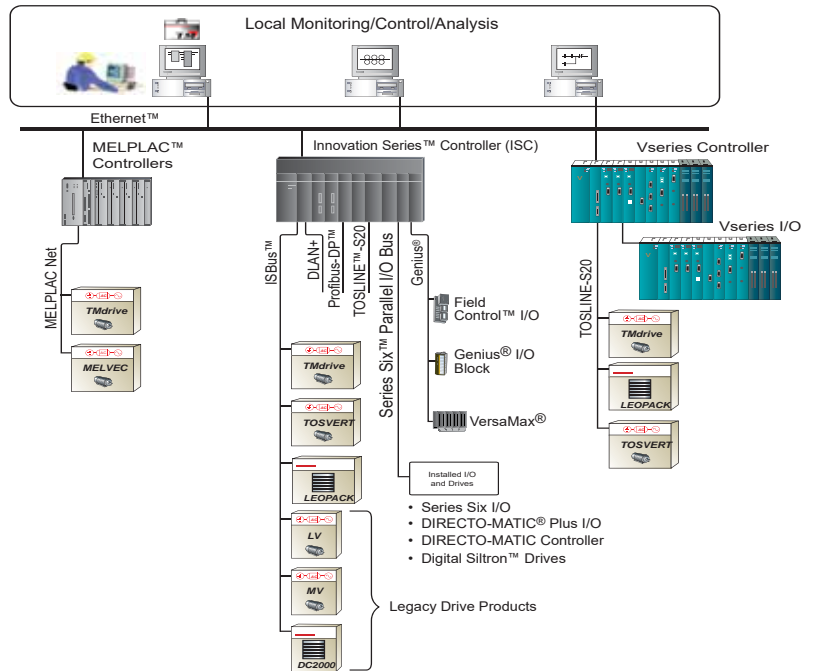 Local Monitoring/Control/Analysis
Ethernet™
MELPLAC™
Controllers
Innovation Series™ Controller (ISC)
Vseries Controller
Vseries I/O
MELPLAC Net
TMdrive
MELVEC
ISBus™
DLAN+
Profibus-DP™
TOSLINE™-S20
Series Six™ Parallel I/O Bus
Genius®
Field
Control™ I/O
Genius® I/O
Block
VersaMax®
TOSLINE-S20
TMdrive
LEOPACK
TOSVERT
TMdrive
TOSVERT
LEOPACK
LV
MV
DC2000
Installed I/O
and Drives
• Series Six I/O
• DIRECTO-MATIC® Plus I/O
• DIRECTO-MATIC Controller
• Digital Siltron™ Drives
Legacy Drive Products